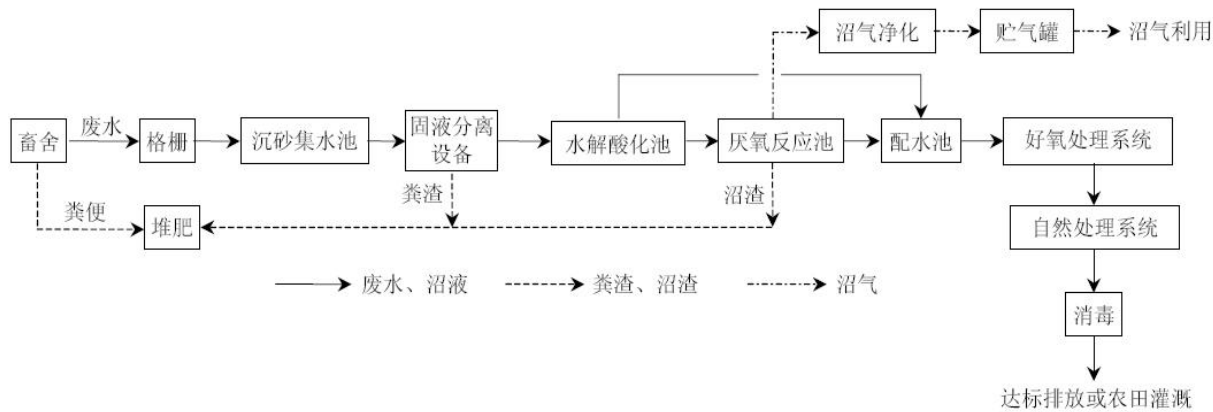 沼气净化
贮气罐
沼气利用
畜舍
废水
格栅
沉砂集水池
固液分离
设备
水解酸化池
厌氧反应池
配水池
好氧处理系统
粪渣
沼渣
粪便
堆肥
自然处理系统
废水、沼液
粪渣、沼渣
沼气
消毒
达标排放或农田灌溉